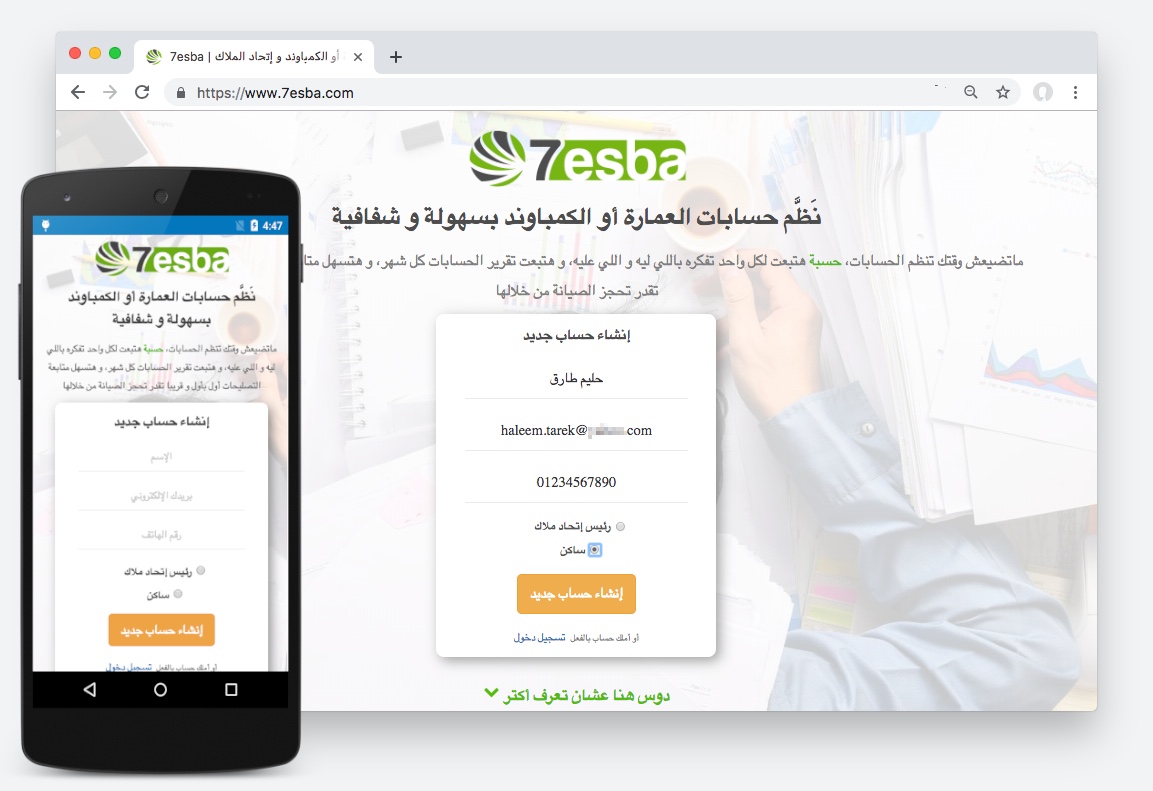 7esba | أو الكمباوند و إتحاد الملاك
https://www.7esba.com
7esba
نَظَّم حسابات العمارة أو الكمباوند بسهولة و شفافية
ماتضيعش وقتك تنظم الحسابات، حسبة هتبعت لكل واحد تفكره باللي ليه و اللي عليه، و هتبعت تقرير الحسابات كل شهر، و هتسهل متا
تقدر تحجز الصيانة من خلالها
إنشاء حساب جديد
حليم طارق
haleem.tarek@ .com
01234567890
رئيس إتحاد ملاك
ساكن
إنشاء حساب جديد
أو أملك حساب بالفعل تسجيل دخول
دوس هنا عشان تعرف اكتر
4:47
7esba
نَظَّم حسابات العمارة أو الكمباوند
بسهولة و شفافية
ماتضيعش وقتك تنظم الحسابات، حسبة هتبعت لكل واحد تفكره باللي
ليه و اللي عليه، و هتبعت تقرير الحسابات كل شهر، و هتسهل متابعة
التصليحات أول بأول و قريبا تقدر تحجز الصيانة من خلالها
إنشاء حساب جديد
الإسم
بريدك الإلكتروني
رقم الهاتف
رئيس إتحاد ملاك
ساكن
إنشاء حساب جديد
أو أملك حساب بالفعل تسجيل دخول